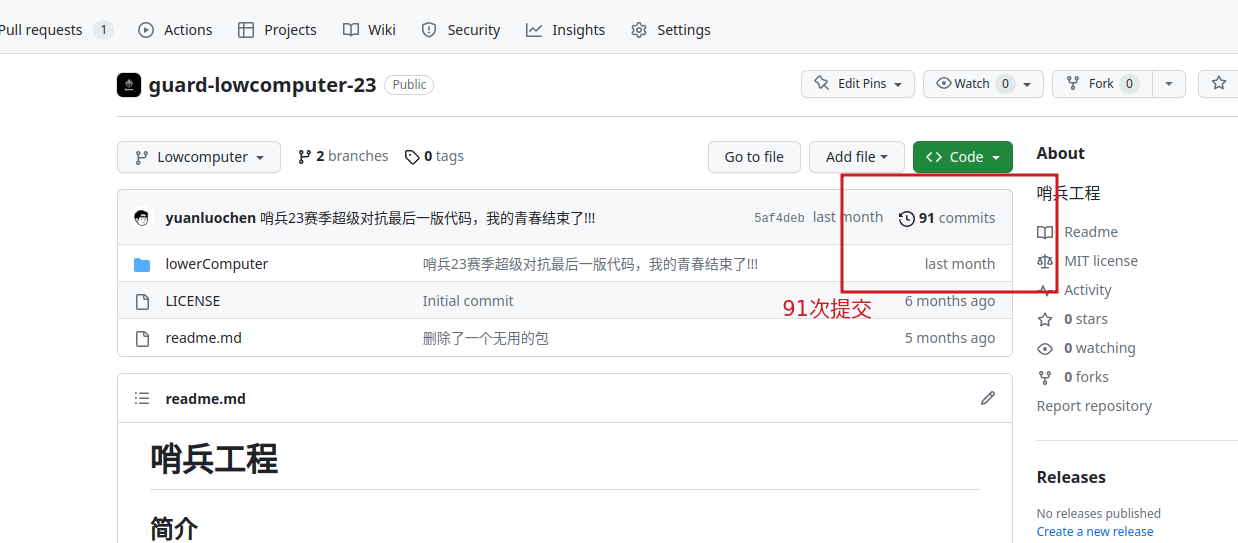 Pull requests 1 Actions Projects Wiki Security Insights Settings
guard-lowcomputer-23 Public Edit Pins Watch 0 Fork 0
Lowcomputer 2 branches 0 tags Go to file Add file Code
About
哨兵工程
yuanluochen 哨兵23赛季超级对抗最后一版代码，我的青春结束了!!! 5af4deb last month 91 commits
Readme
lowerComputer 哨兵23赛季超级对抗最后一版代码，我的青春结束了!!! last month
MIT license
Activity
LICENSE Initial commit 6 months ago
91次提交
0 stars
readme.md 删除了一个无用的包 5 months ago
0 watching
0 forks
readme.md
Report repository
哨兵工程
Releases
No releases published
简介
Create a new release